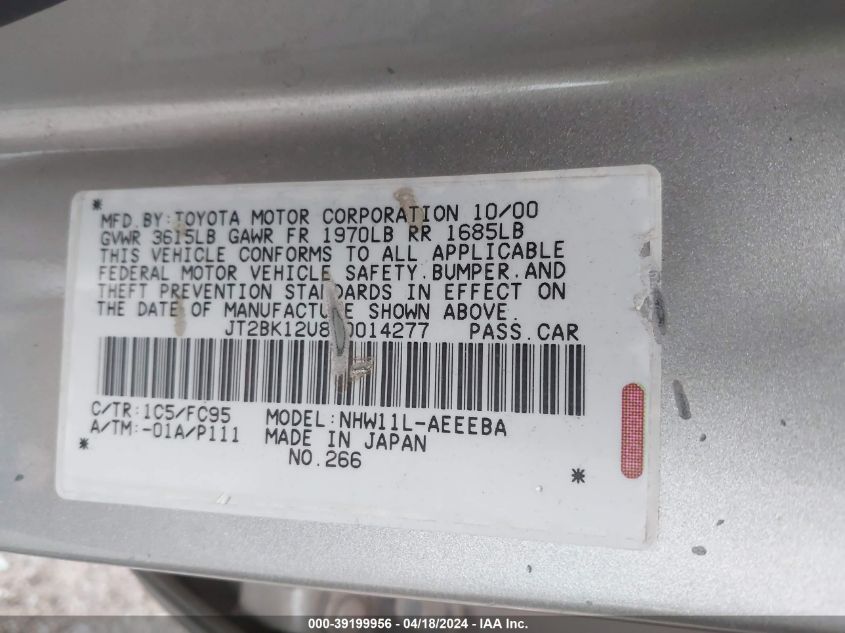 MFD.BY:TOYOTA MOTOR CORPORATION 10/00
GVWR 3615LB GAWR FR 1970LB RR 1685LB
THIS VEHICLE CONFORMS TO ALL APPLICABLE
FEDERAL MOTOR VEHICLE SAFETY.BUMPER.AND
THEFT PREVENTION STANDARDS IN EFFECT ON
THE DATE OF MANUFACTURE SHOWN ABOVE.
PASS.CAR
C/TR:1C5/FC95 MODEL:NHW11L-AEEEBA
A/TM:-01A/P111 MADE IN JAPAN
NO.266
000-39199956 - 04/18/2024 - IAA Inc.